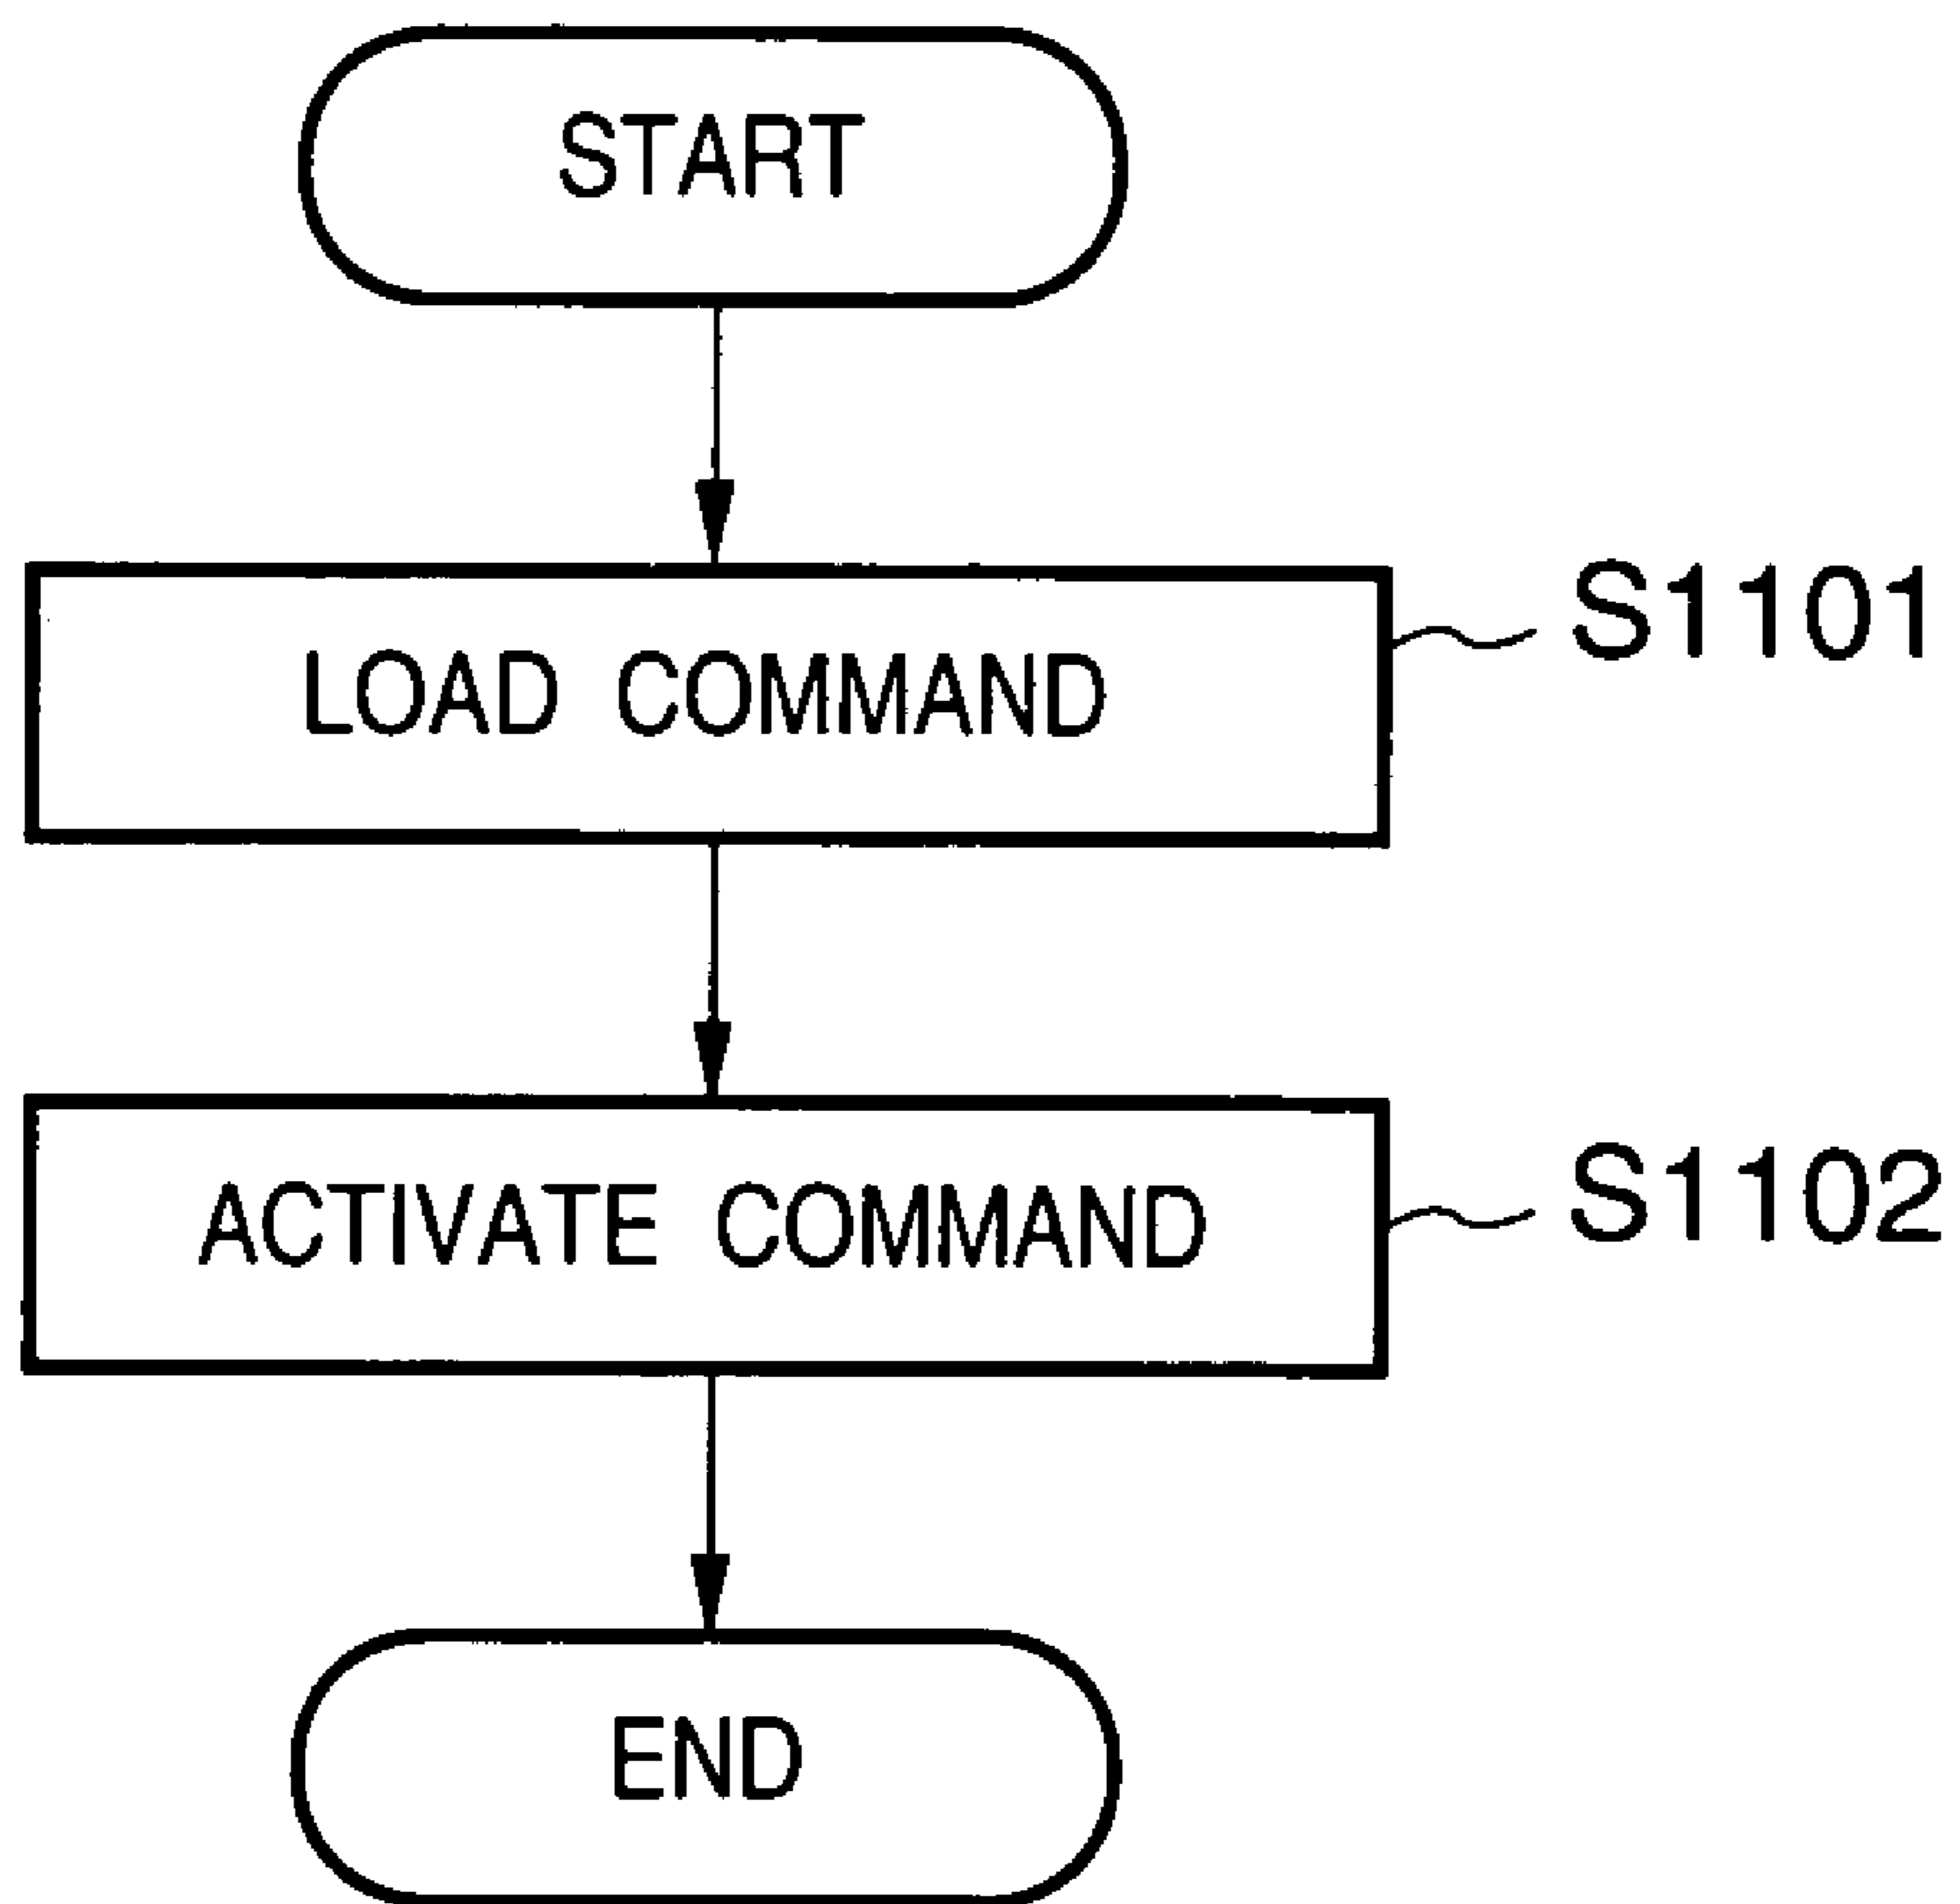 START
LOAD COMMAND
S1101
ACTIVATE COMMAND
S1102
END